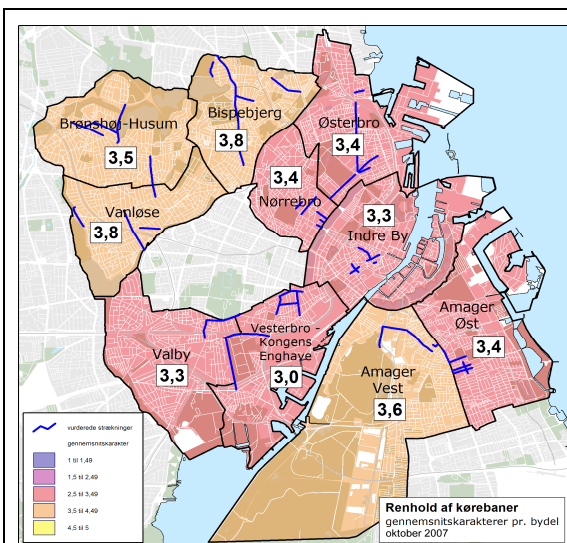 Brønshøj-Husum
3,5
Bispebjerg
3,8
Østerbro
3,4
3,4
Nørrebro
Vanløse
3,8
3,3
Indre By
Amager
Øst
3,4
Valby
3,3
Vesterbro -
Kongens
Enghave
3,0
Amager
Vest
3,6
vurderede strækninger
gennemsnitskarakter
1 til 1,49
1,5 til 2,49
2,5 til 3,49
3,5 til 4,49
4,5 til 5
Renhold af kørebaner
gennemsnitskarakterer pr. bydel
oktober 2007